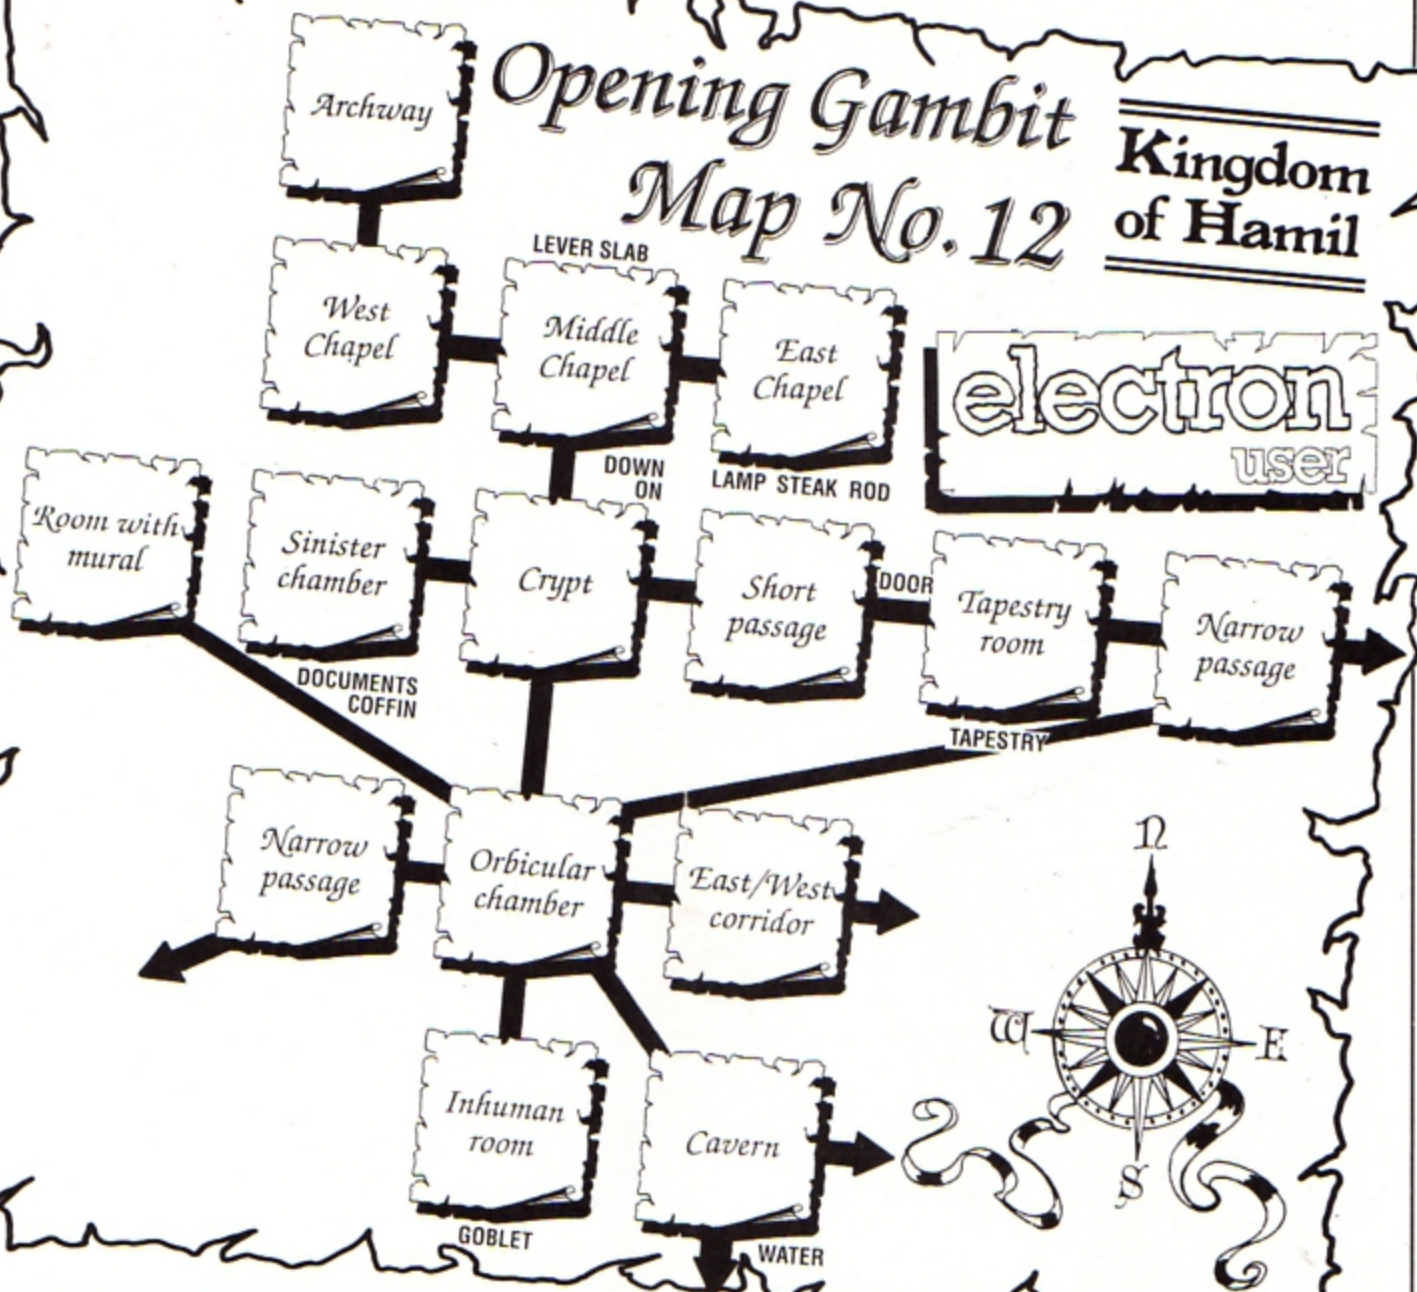 Opening Gambit
Map No. 12
Kingdom
of Hamil
electron
user
Archway
West
Chapel
LEVER SLAB
Middle
Chapel
East
Chapel
DOWN
ON
LAMP STEAK ROD
Room with
mural
Sinister
chamber
DOCUMENTS
COFFIN
Crypt
Short
passage
DOOR
Tapestry
room
TAPESTRY
Narrow
passage
Narrow
passage
Orbicular
chamber
East/West
corridor
Inhuman
room
GOBLET
Cavern
WATER
N
W
E
S